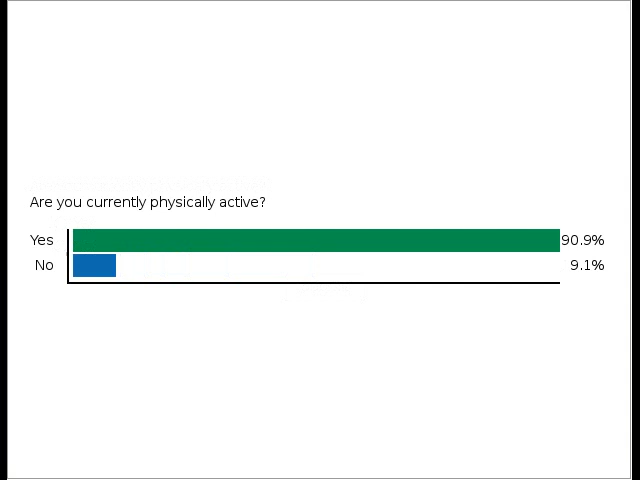 Are you currently physically active?
Yes 90.9%
No 9.1%